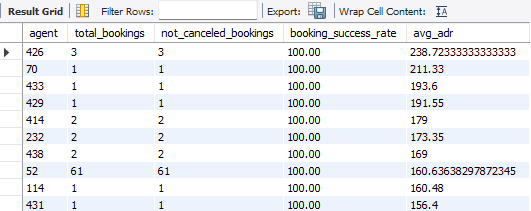 Result Grid Filter Rows: Export: Wrap Cell Content:
agent total_bookings not_canceled_bookings booking_success_rate avg_adr
426 3 3 100.00 238.72333333333333
70 1 1 100.00 211.33
433 1 1 100.00 193.6
429 1 1 100.00 191.55
414 2 2 100.00 179
232 2 2 100.00 173.35
438 2 2 100.00 169
52 61 61 100.00 160.63638297872345
114 1 1 100.00 160.48
431 1 1 100.00 156.4